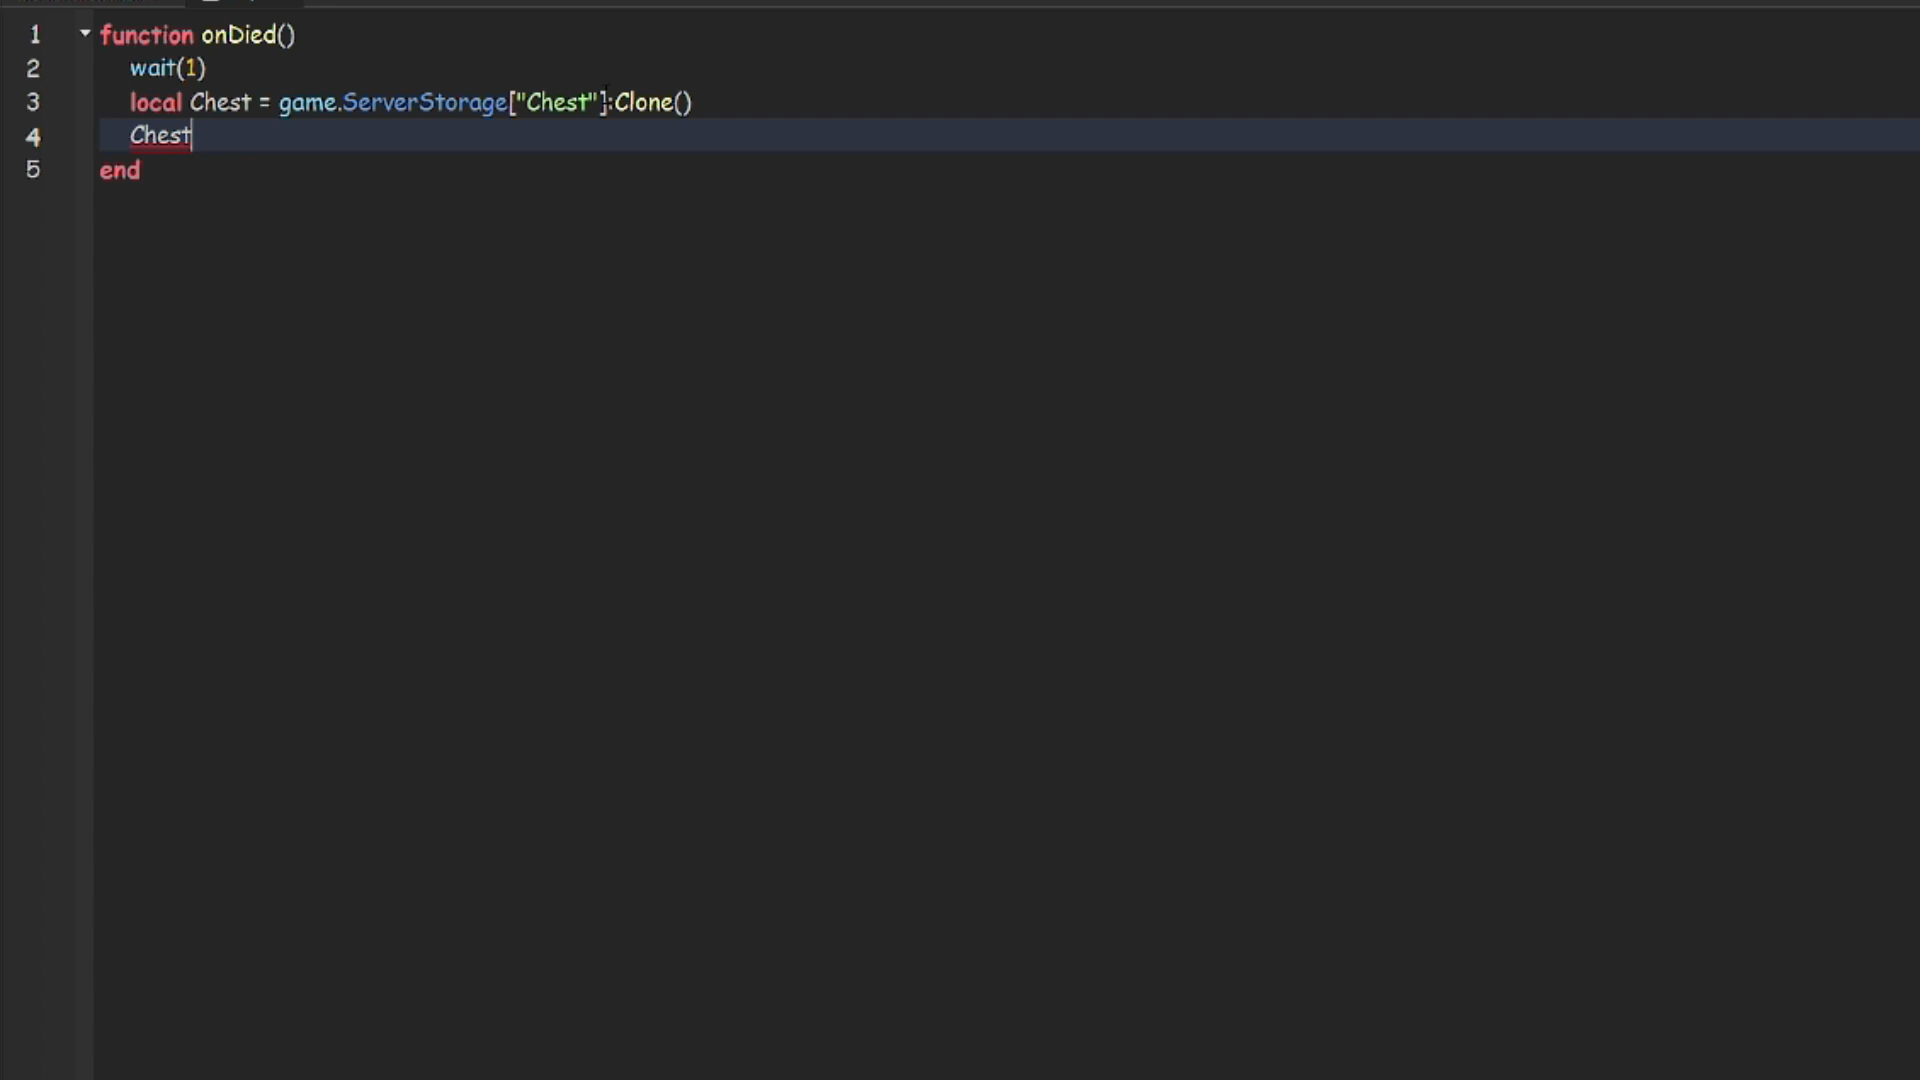 1 function onDied()
2 wait(1)
3 local Chest = game.ServerStorage["Chest"]:Clone()
4 Chest
5 end